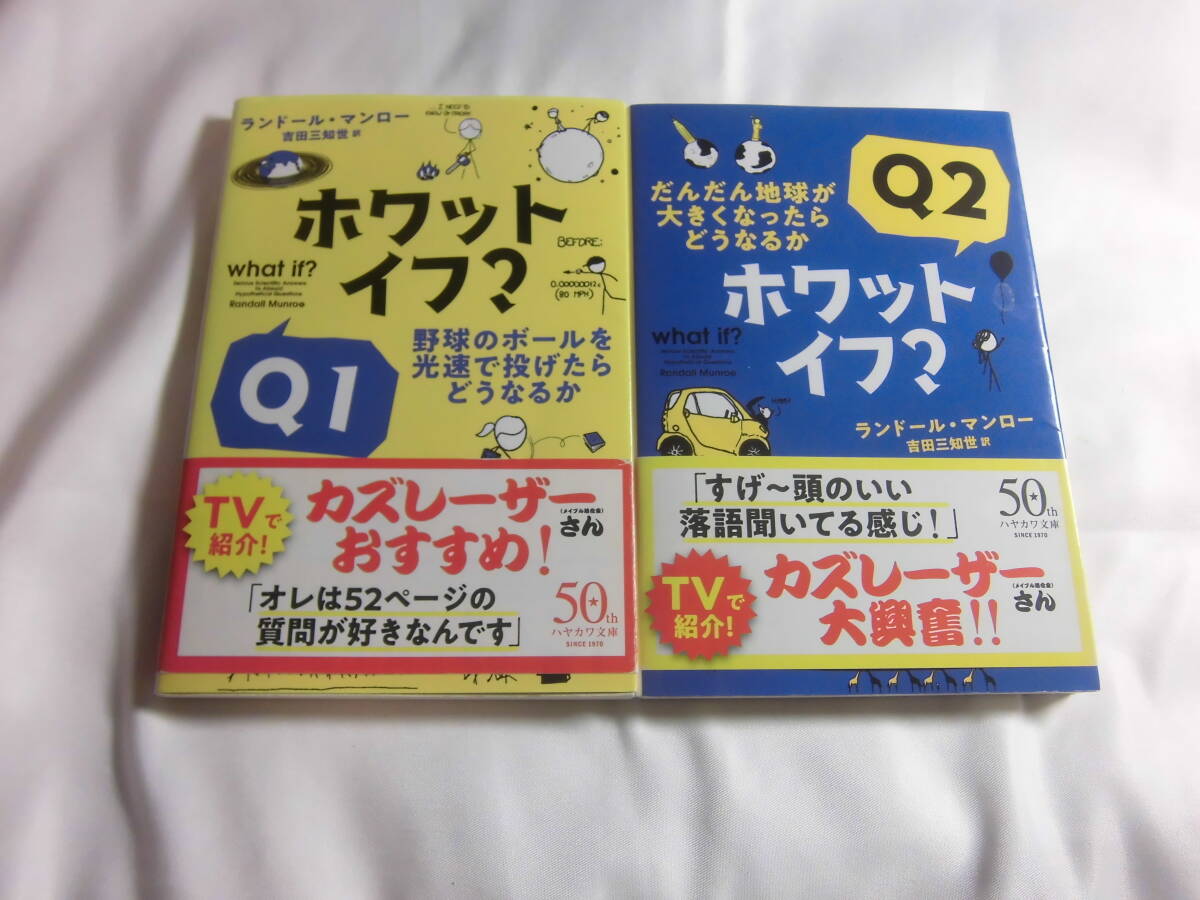 ランドール・マンロー
吉田三知世 訳
ホワット
イフ?
what if?
Serious Scientific Answers
to Absurd
Hypothetical Questions
Randall Munroe
BEFORE:
(80 MPH)
Q1
野球のボールを
光速で投げたら
どうなるか
TVで
紹介!
カズレーザー
(メイプル超合金)
さん
おすすめ!
「オレは52ページの
質問が好きなんです」
50th
ハヤカワ文庫
SINCE 1970
だんだん地球が
大きくなったら
どうなるか
Q2
ホワット
イフ?
what if?
Serious Scientific Answers
to Absurd
Hypothetical Questions
Randall Munroe
ランドール・マンロー
吉田三知世 訳
「すげ〜頭のいい
落語聞いてる感じ!」
50th
ハヤカワ文庫
SINCE 1970
TVで
紹介!
カズレーザー
(メイプル超合金)
さん
大興奮!!